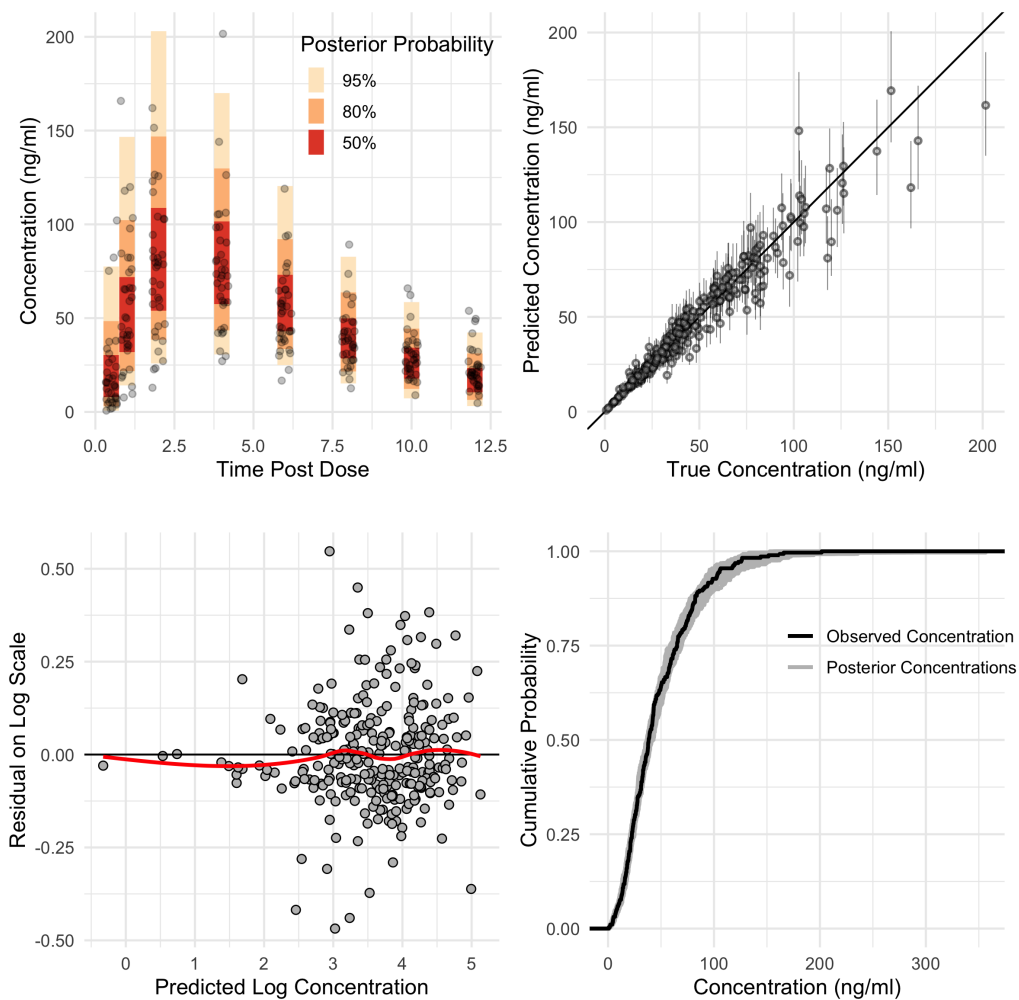 Posterior Probability
95%
80%
50%
200
150
100
50
0
Concentration (ng/ml)
0.0 2.5 5.0 7.5 10.0 12.5
Time Post Dose
200
150
100
50
0
Predicted Concentration (ng/ml)
0 50 100 150 200
True Concentration (ng/ml)
0.50
0.25
0.00
-0.25
-0.50
Residual on Log Scale
0 1 2 3 4 5
Predicted Log Concentration
1.00
0.75
0.50
0.25
0.00
Cumulative Probability
Observed Concentration
Posterior Concentrations
0 100 200 300
Concentration (ng/ml)